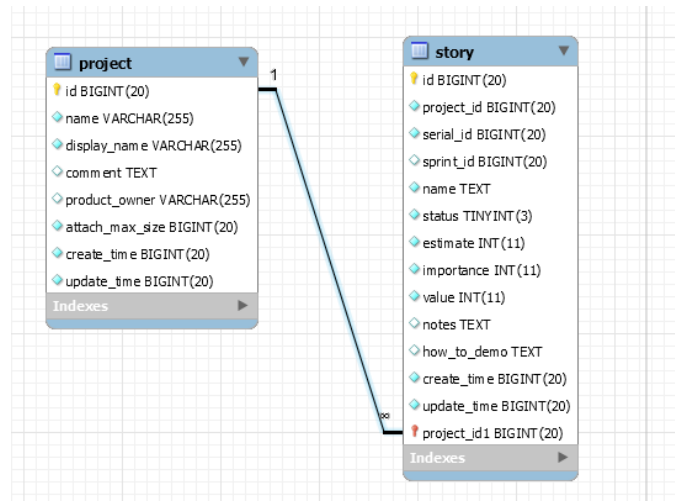 project
id BIGINT(20)
name VARCHAR(255)
display_name VARCHAR(255)
comment TEXT
product_owner VARCHAR(255)
attach_max_size BIGINT(20)
create_time BIGINT(20)
update_time BIGINT(20)
Indexes
1
∞
story
id BIGINT(20)
project_id BIGINT(20)
serial_id BIGINT(20)
sprint_id BIGINT(20)
name TEXT
status TINYINT(3)
estimate INT(11)
importance INT(11)
value INT(11)
notes TEXT
how_to_demo TEXT
create_time BIGINT(20)
update_time BIGINT(20)
project_id1 BIGINT(20)
Indexes